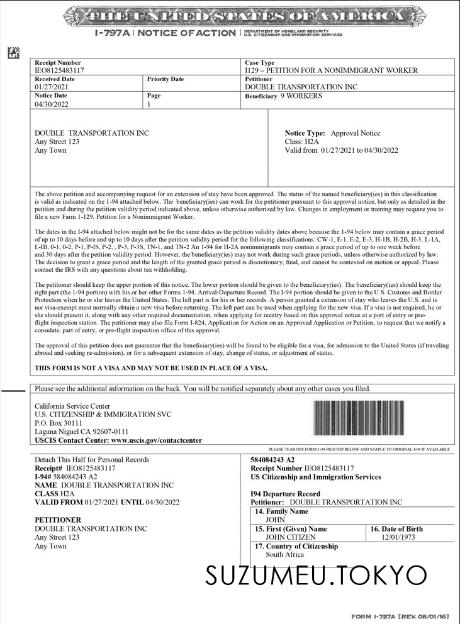 THE UNITED STATES OF AMERICA
I-797A | NOTICE OF ACTION | DEPARTMENT OF HOMELAND SECURITY
U.S. CITIZENSHIP AND IMMIGRATION SERVICES
Receipt Number
IEO8125483117
Case Type
I129 – PETITION FOR A NONIMMIGRANT WORKER
Received Date
01/27/2021
Priority Date
Petitioner
DOUBLE TRANSPORTATION INC
Notice Date
04/30/2022
Page
1
Beneficiary 9 WORKERS
DOUBLE TRANSPORTATION INC
Any Street 123
Any Town
Notice Type: Approval Notice
Class: H2A
Valid from 01/27/2021 to 04/30/2022
The above petition and accompanying request for an extension of stay have been approved. The status of the named beneficiary(ies) in this classification
is valid as indicated on the 1-94 attached below. The beneficiary(ies) can work for the petitioner pursuant to this approval notice, but only as detailed in the
petition and during the petition validity period indicated above, unless otherwise authorized by law. Changes in employment or training may require you to
file a new Form 1-129, Petition for a Nonimmigrant Worker.
The dates in the 1-94 attached below might not be for the same dates as the petition validity dates above because the 1-94 below may contain a grace period
of up to 10 days before and up to 10 days after the petition validity period for the following classifications: CW-1, E-1, E-2, E-3, H-1B, H-2B, H-3, L-1A,
L-1B, 0-1, 0-2, P-1, P-1S, P-2, , P-3, P-3S, TN-1, and TN-2 An 1-94 for H-2A nonimmigrants may contain a grace period of up to one week before
and 30 days after the petition validity period. However, the beneficiary(ies) may not work during such grace periods, unless otherwise authorized by law.
The decision to grant a grace period and the length of the granted grace period is discretionary, final, and cannot be contested on motion or appeal. Please
contact the IRS with any questions about tax withholding.
The petitioner should keep the upper portion of this notice. The lower portion should be given to the beneficiary(ies). The beneficiary(ies) should keep the
right part (the 1-94 portion) with his or her other Forms 1-94. Arrival-Departure Record. The I-94 portion should be given to the U.S. Customs and Border
Protection when he or she leaves the United States. The left part is for his or her records. A person granted a extension of stay who leaves the U.S. and is
not visa-exempt must normally obtain a new visa before returning. The left part can be used when applying for the new visa. If a visa is not required, he or
she should present it, along with any other required documentation, when applying for reentry based on this approval notice at a port of entry or pre-
flight inspection station. The petitioner may also file Form I-824, Application for Action on an Approved Application or Petition, to request that we notify a
consulate, part of entry, or pre-flight inspection office of this approval.
The approval of this petition does not guarantee that the beneficiary(ies) will be found to be eligible for a visa, for admission to the United States (if traveling
abroad and seeking re-admission), or for a subsequent extension of stay, change of status, or adjustment of status.
THIS FORM IS NOT A VISA AND MAY NOT BE USED IN PLACE OF A VISA.
Please see the additional information on the back. You will be notified separately about any other cases you filed.
California Service Center
U.S. CITIZENSHIP & IMMIGRATION SVC
P.O. Box 30111
Laguna Niguel CA 92607-0111
USCIS Contact Center: www.uscis.gov/contactcenter
PLEASE TEAR OFF FORM 1-94 PRINTED BELOW AND STAPLE TO ORIGINAL 1-94 IF AVAILABLE
Detach This Half for Personal Records
Receipt# IEO8125483117
I-94# 584084243 A2
NAME DOUBLE TRANSPORTATION INC
CLASS H2A
VALID FROM 01/27/2021 UNTIL 04/30/2022
PETITIONER
DOUBLE TRANSPORTATION INC
Any Street 123
Any Town
584084243 A2
Receipt Number IEO8125483117
US Citizenship and Immigration Services
I94 Departure Record
Petitioner: DOUBLE TRANSPORTATION INC
14. Family Name
JOHN
15. First (Given) Name
JOHN CITIZEN
16. Date of Birth
12/01/1973
17. Country of Citizenship
South Africa
SUZUMEU.TOKYO
FORM I-797A [REV. 08/01/16]